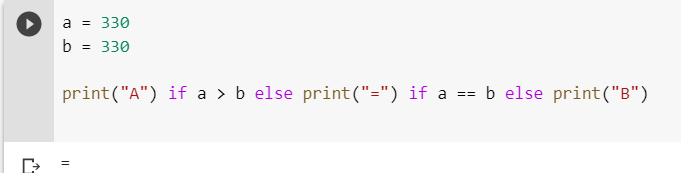 a = 330
b = 330
print("A") if a > b else print("=") if a == b else print("B")
=